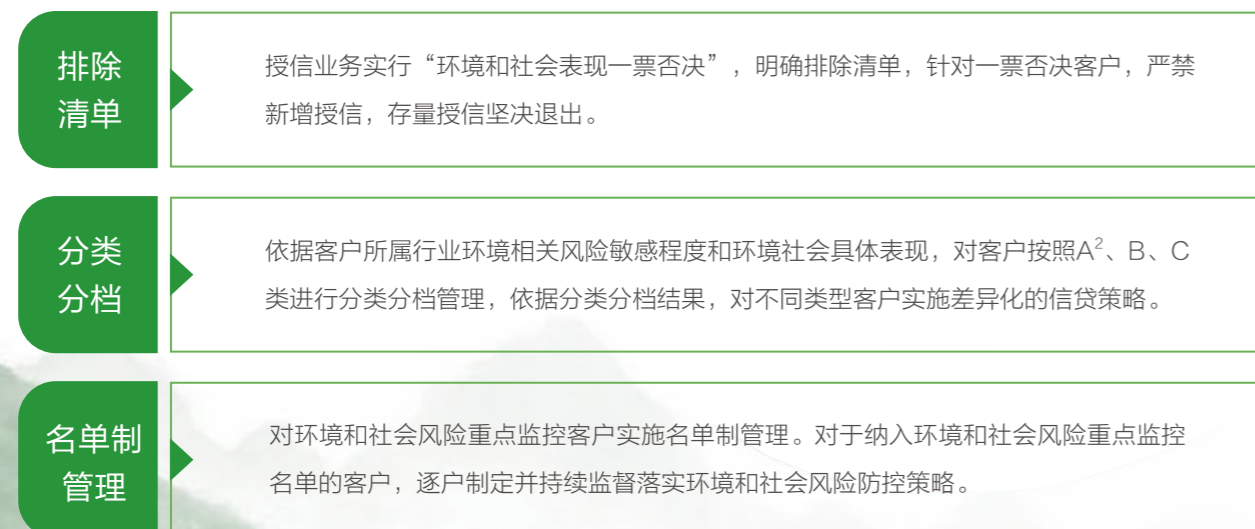 排除
清单
授信业务实行“环境和社会表现一票否决”，明确排除清单，针对一票否决客户，严禁
新增授信，存量授信坚决退出。
分类
分档
依据客户所属行业环境相关风险敏感程度和环境社会具体表现，对客户按照A²、B、C
类进行分类分档管理，依据分类分档结果，对不同类型客户实施差异化的信贷策略。
名单制
管理
对环境和社会风险重点监控客户实施名单制管理。对于纳入环境和社会风险重点监控
名单的客户，逐户制定并持续监督落实环境和社会风险防控策略。